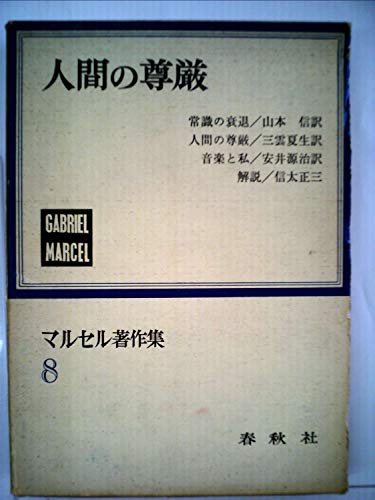 人間の尊厳
常識の衰退／山本 信訳
人間の尊厳／三雲夏生訳
音楽と私／安井源治訳
解説／信太正三
GABRIEL
MARCEL
マルセル著作集
8
春秋社